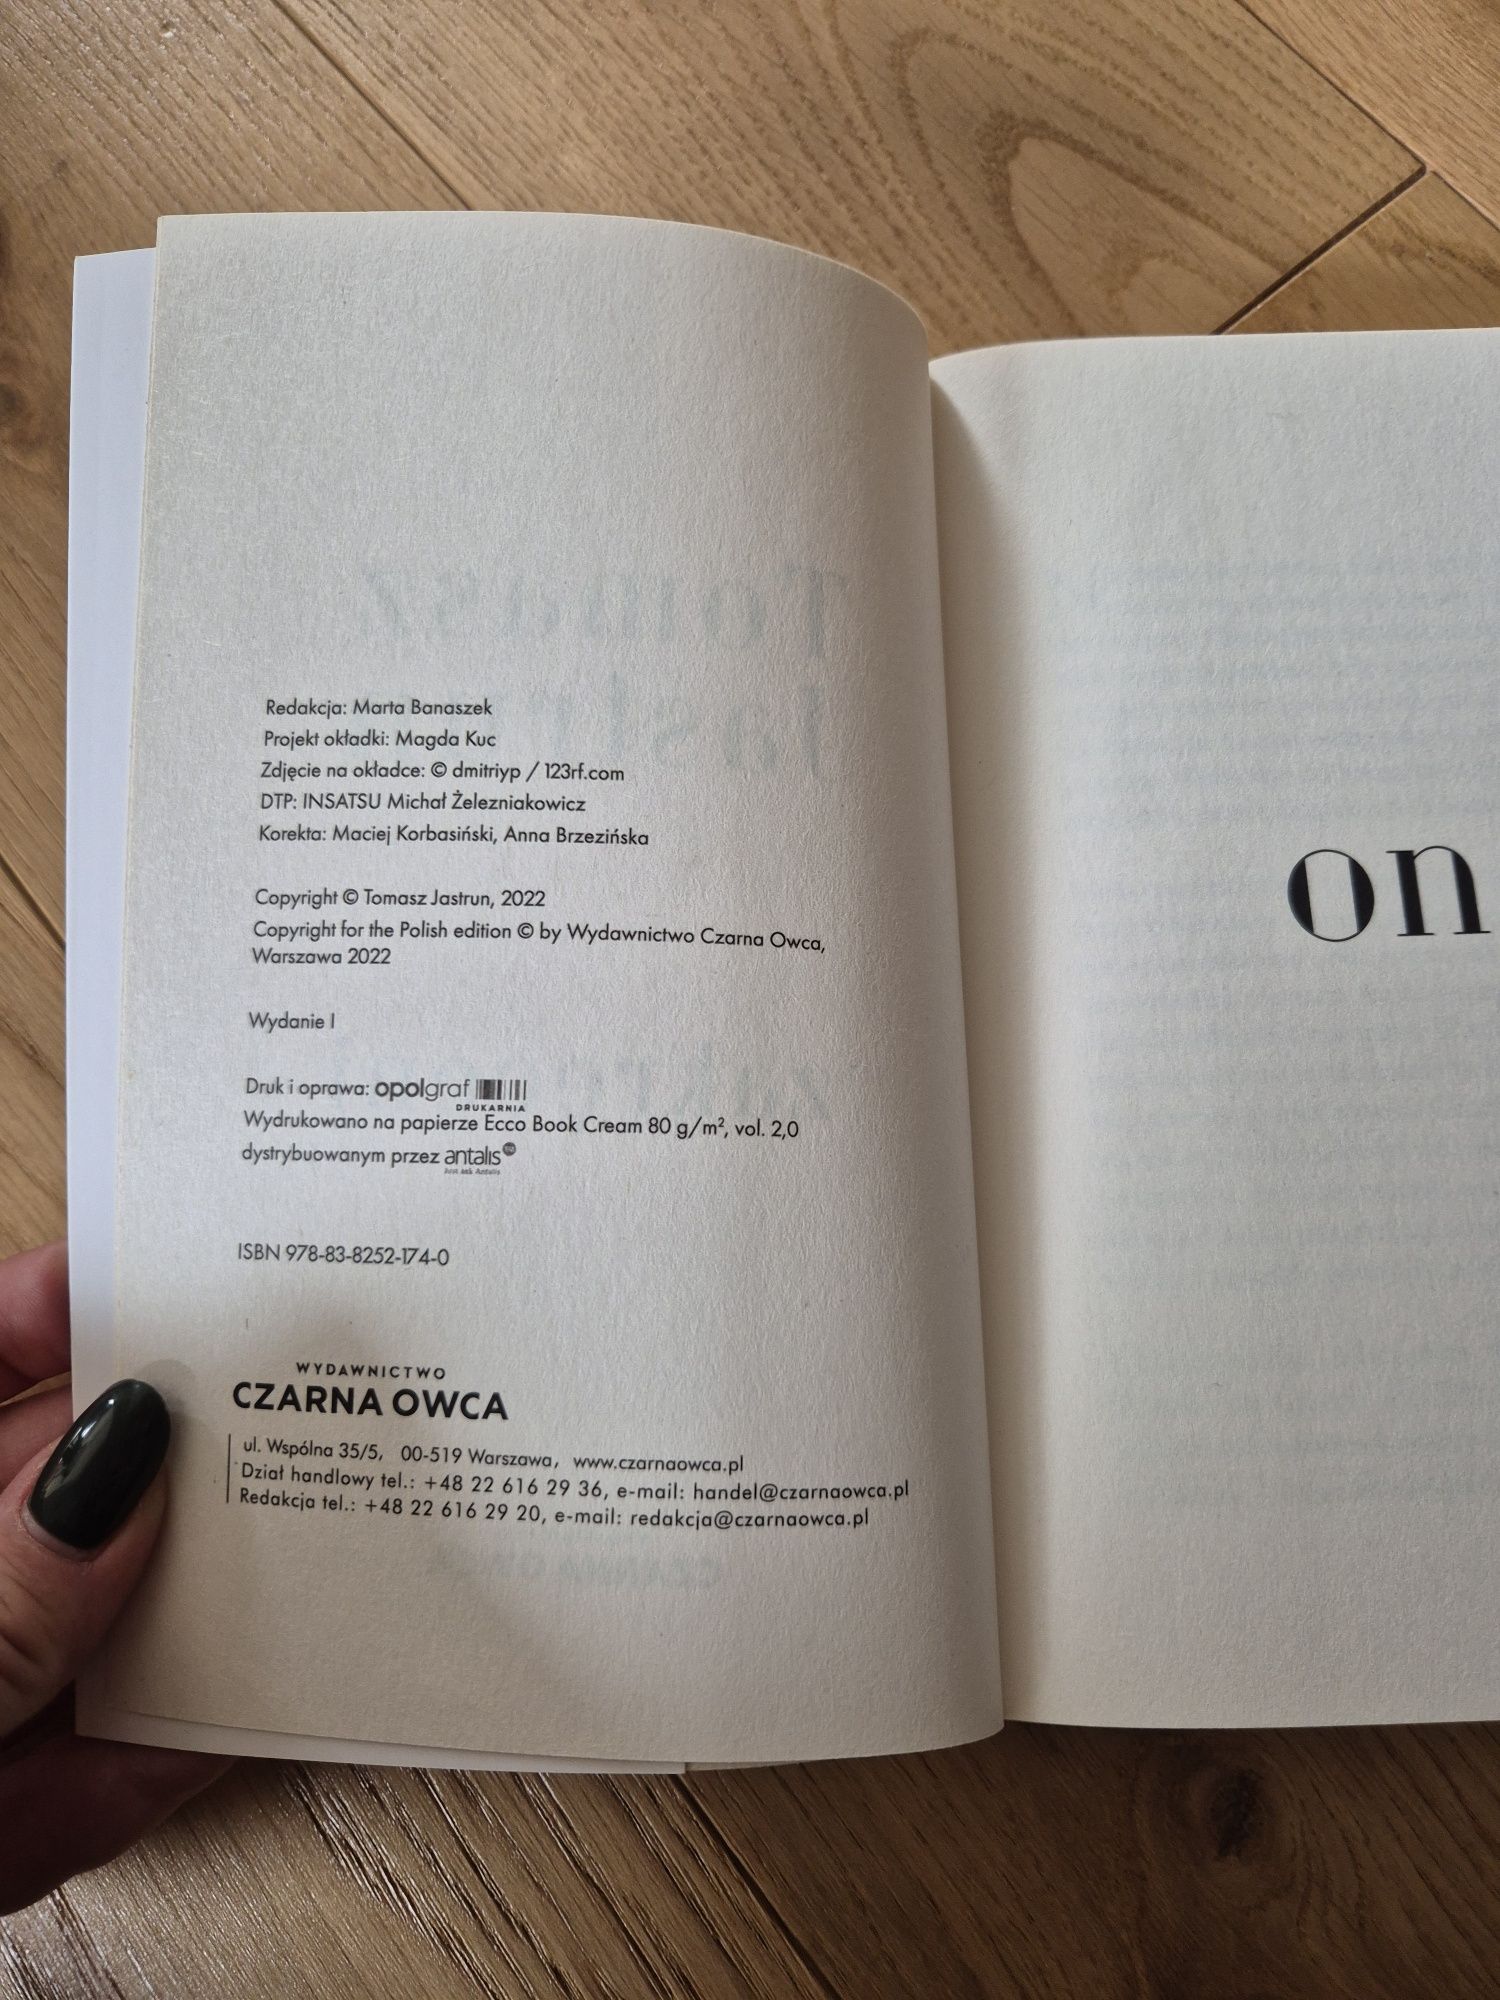 Redakcja: Marta Banaszek
Projekt okładki: Magda Kuc
Zdjęcie na okładce: © dmitriyp / 123rf.com
DTP: INSATSU Michał Żelezniakowicz
Korekta: Maciej Korbasiński, Anna Brzezińska
Copyright © Tomasz Jastrun, 2022
Copyright for the Polish edition © by Wydawnictwo Czarna Owca,
Warszawa 2022
Wydanie I
Druk i oprawa: opolgraf
DRUKARNIA
Wydrukowano na papierze Ecco Book Cream 80 g/m², vol. 2,0
dystrybuowanym przez antalis
Just ask Antalis
ISBN 978-83-8252-174-0
WYDAWNICTWO
CZARNA OWCA
ul. Wspólna 35/5, 00-519 Warszawa, www.czarnaowca.pl
Dział handlowy tel.: +48 22 616 29 36, e-mail: handel@czarnaowca.pl
Redakcja tel.: +48 22 616 29 20, e-mail: redakcja@czarnaowca.pl
on